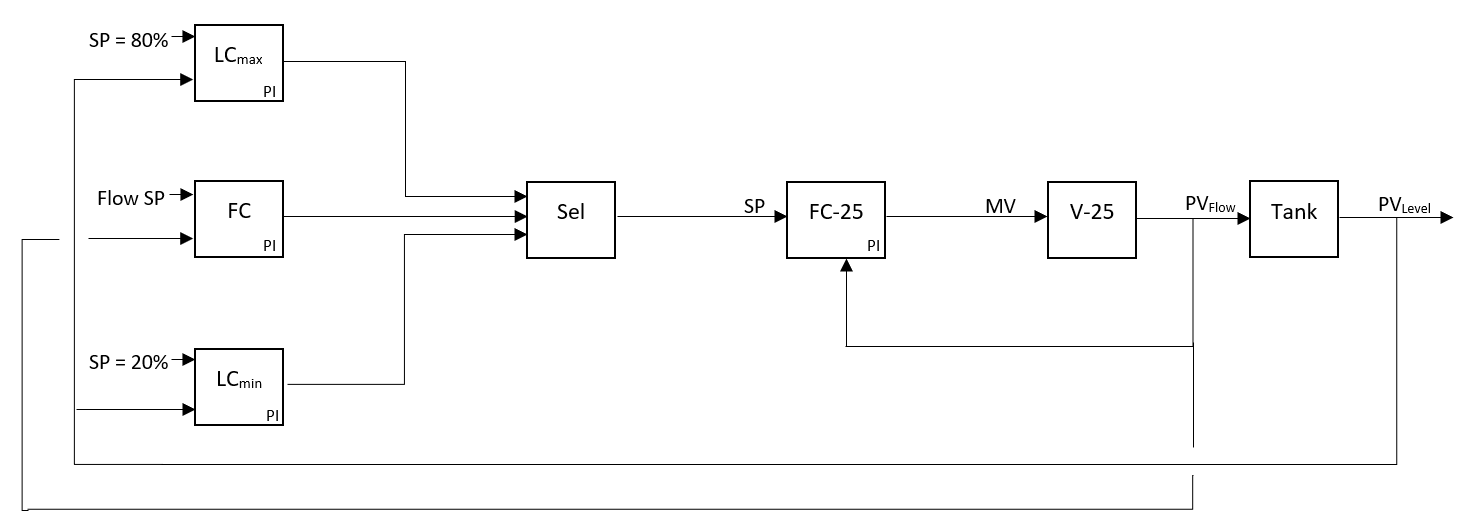 SP = 80%
LCmax
PI
Flow SP
FC
PI
Sel
SP
FC-25
PI
MV
V-25
PVFlow
Tank
PVLevel
SP = 20%
LCmin
PI